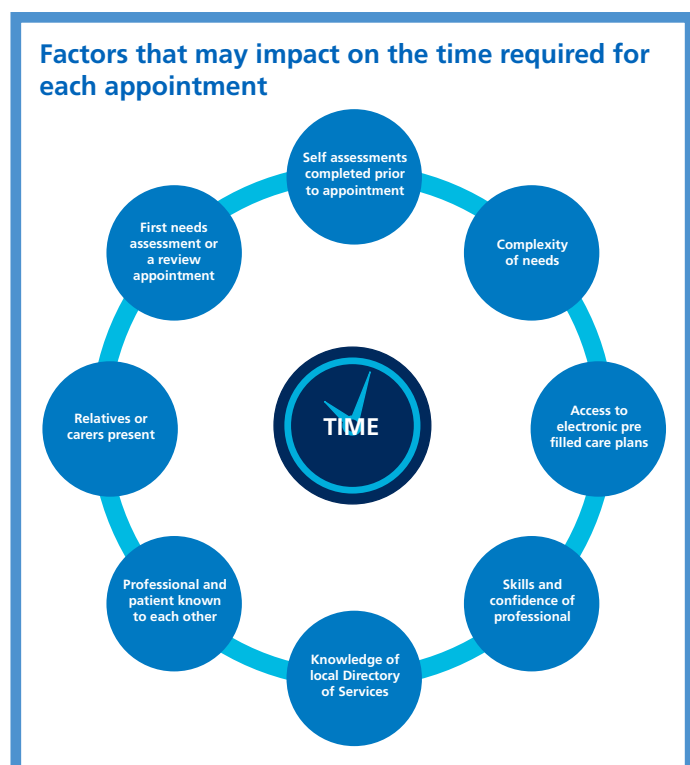 Factors that may impact on the time required for
each appointment
Self assessments
completed prior
to appointment
Complexity
of needs
Access to
electronic pre
filled care plans
Skills and
confidence of
professional
Knowledge of
local Directory
of Services
Professional and
patient known
to each other
Relatives or
carers present
First needs
assessment or
a review
appointment
TIME